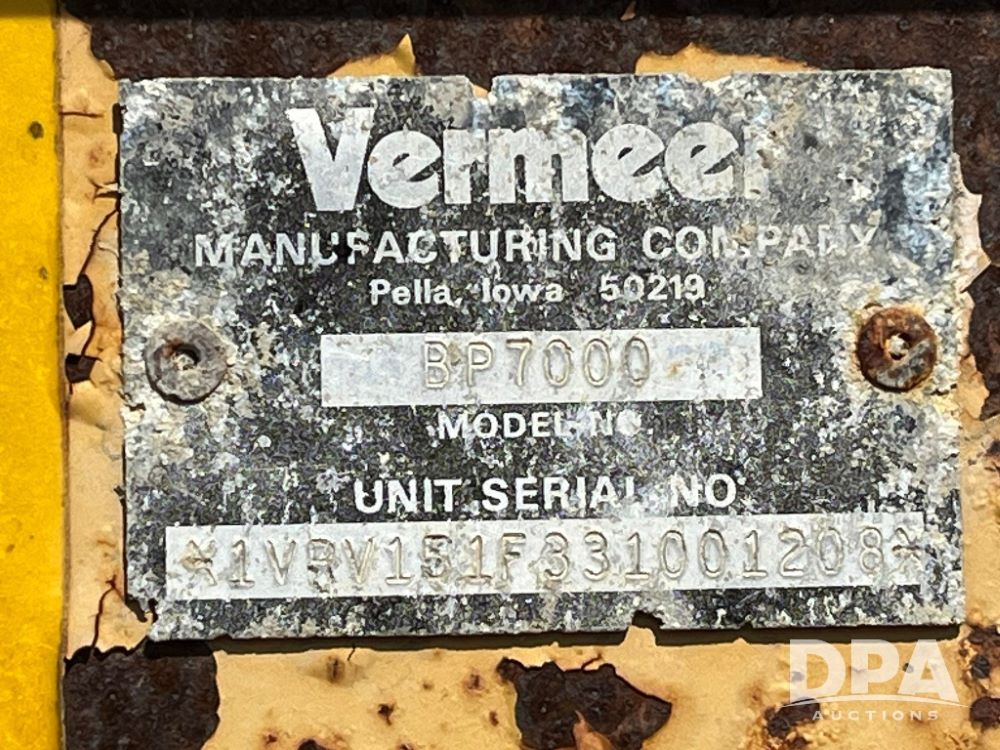 Vermeer
MANUFACTURING COMPANY
Pella, Iowa 50219
BP7000
MODEL NO.
UNIT SERIAL NO.
*1VRV151F331001208*
DPA
AUCTIONS